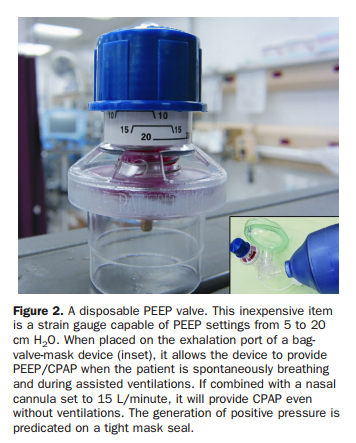 10 10
15 15
20
Figure 2. A disposable PEEP valve. This inexpensive item
is a strain gauge capable of PEEP settings from 5 to 20
cm H₂O. When placed on the exhalation port of a bag-
valve-mask device (inset), it allows the device to provide
PEEP/CPAP when the patient is spontaneously breathing
and during assisted ventilations. If combined with a nasal
cannula set to 15 L/minute, it will provide CPAP even
without ventilations. The generation of positive pressure is
predicated on a tight mask seal.